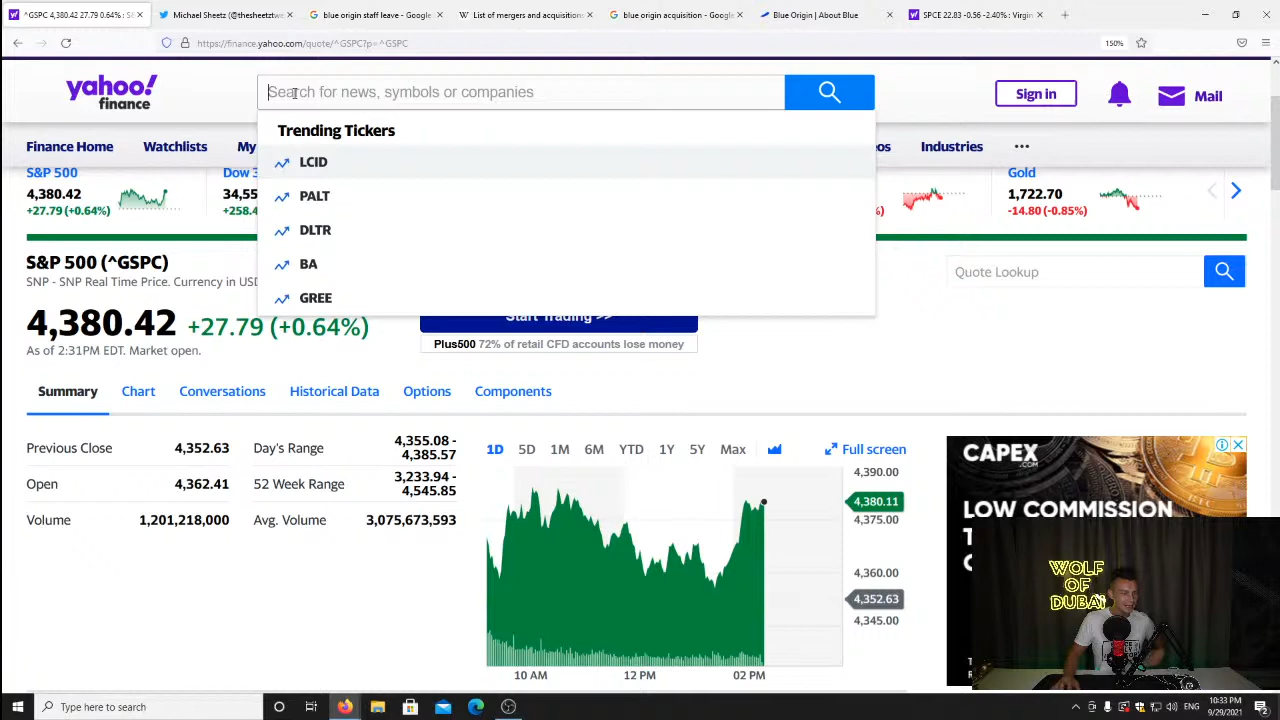 ^GSPC 4,380.42 27.79 0.64% : S&
Michael Sheetz (@thesheetzwe
blue origin staff leave - Google
List of mergers and acquisitions
blue origin acquisition - Google
Blue Origin | About Blue
SPCE 22.83 -0.56 -2.40% : Virgin
https://finance.yahoo.com/quote/^GSPC?p=^GSPC
150%
yahoo!
finance
Search for news, symbols or companies
Sign in
Mail
Trending Tickers
LCID
PALT
DLTR
BA
GREE
Finance Home
Watchlists
My
os
Industries
...
S&P 500
4,380.42
+27.79 (+0.64%)
Dow 3
34,55
+258.4
%)
Gold
1,722.70
-14.80 (-0.85%)
S&P 500 (^GSPC)
SNP - SNP Real Time Price. Currency in USD
Quote Lookup
4,380.42 +27.79 (+0.64%)
As of 2:31PM EDT. Market open.
Start Trading >>
Plus500 72% of retail CFD accounts lose money
Summary
Chart
Conversations
Historical Data
Options
Components
Previous Close 4,352.63
Open 4,362.41
Volume 1,201,218,000
Day's Range 4,355.08 -
4,385.57
52 Week Range 3,233.94 -
4,545.85
Avg. Volume 3,075,673,593
1D 5D 1M 6M YTD 1Y 5Y Max
Full screen
4,390.00
4,380.11
4,375.00
4,360.00
4,352.63
4,345.00
10 AM
12 PM
02 PM
CAPEX
.COM
LOW COMMISSION
WOLF
OF
DUBAI
Type here to search
10:33 PM
9/29/2021
2